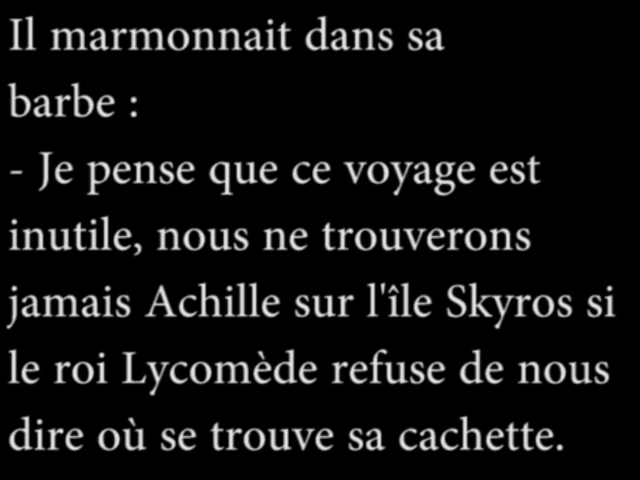 Il marmonnait dans sa
barbe :
- Je pense que ce voyage est
inutile, nous ne trouverons
jamais Achille sur l'île Skyros si
le roi Lycomède refuse de nous
dire où se trouve sa cachette.